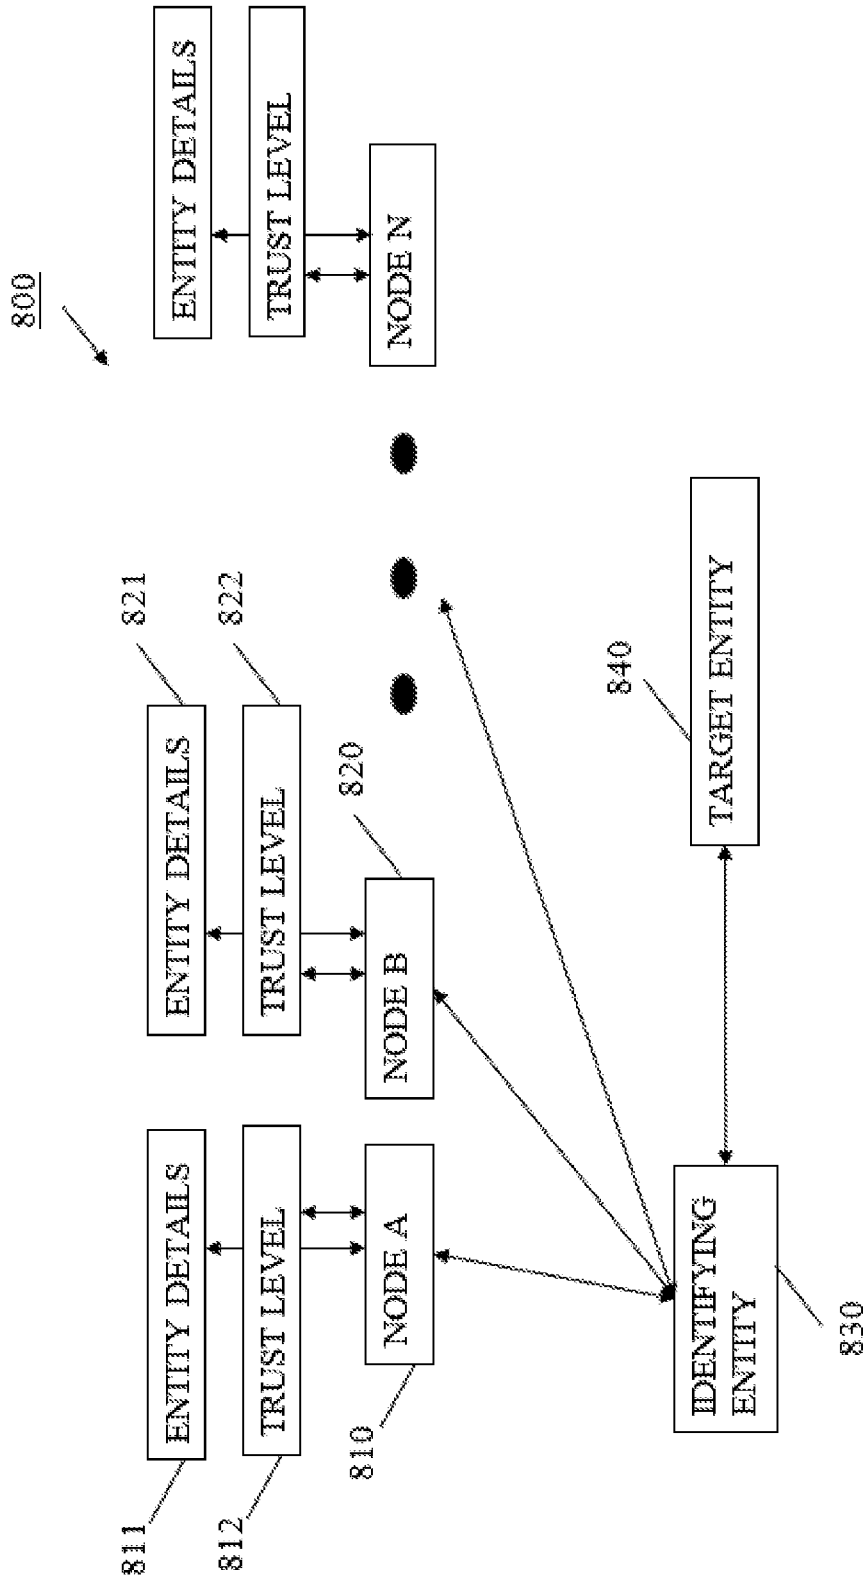 800
811
ENTITY DETAILS
821
ENTITY DETAILS
ENTITY DETAILS
812
TRUST LEVEL
822
TRUST LEVEL
TRUST LEVEL
810
NODE A
820
NODE B
NODE N
IDENTIFYING
ENTITY
830
840
TARGET ENTITY